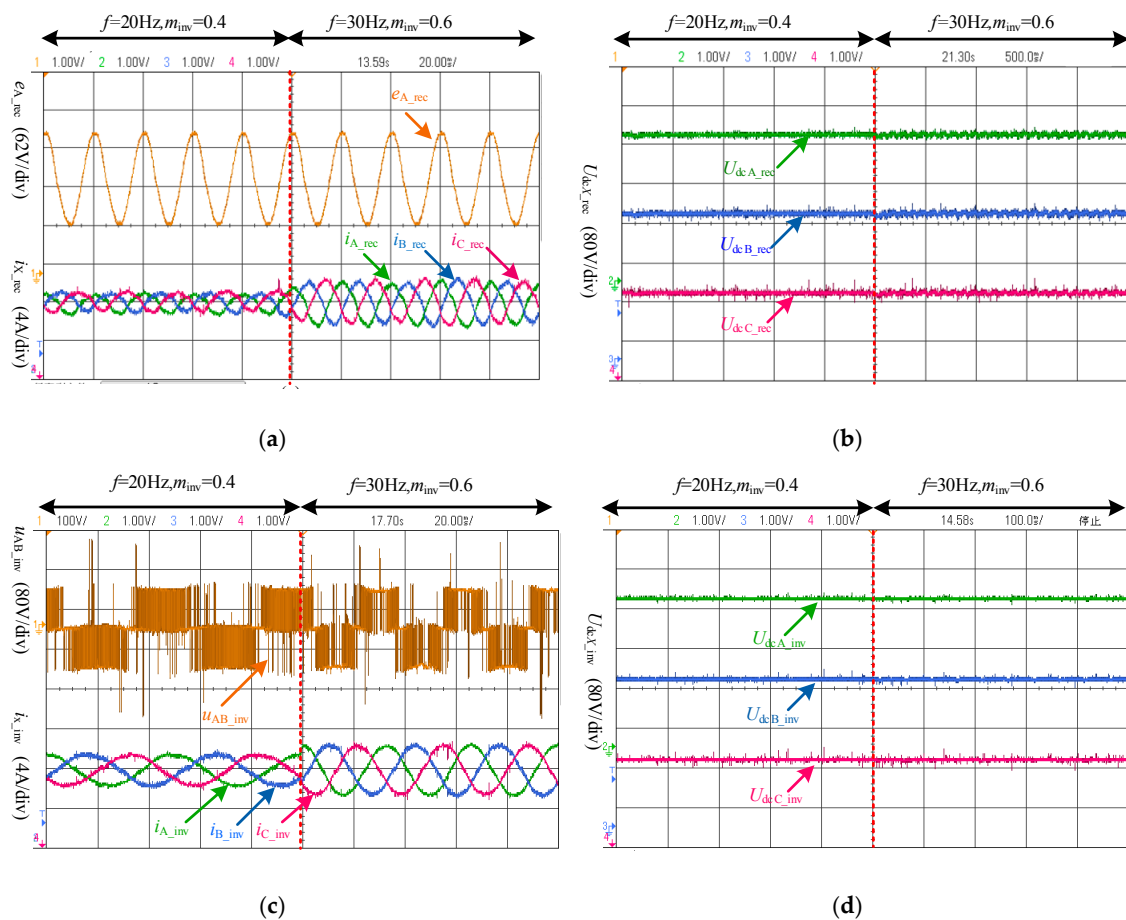 f=20Hz,minv=0.4 f=30Hz,minv=0.6
1 1.00V/ 2 1.00V/ 3 1.00V/ 4 1.00V/ 13.59s 20.00ms/
eA_rec (62V/div)
eA_rec
iX_rec (4A/div)
iA_rec iB_rec iC_rec
(a)
f=20Hz,minv=0.4 f=30Hz,minv=0.6
1 1.00V/ 2 1.00V/ 3 1.00V/ 4 1.00V/ 21.30s 500.0ms/
UdcX_rec (80V/div)
UdcA_rec
UdcB_rec
UdcC_rec
(b)
f=20Hz,minv=0.4 f=30Hz,minv=0.6
1 100V/ 2 1.00V/ 3 1.00V/ 4 1.00V/ 17.70s 20.00ms/
uAB_inv (80V/div)
uAB_inv
ix_inv (4A/div)
iA_inv iB_inv iC_inv
(c)
f=20Hz,minv=0.4 f=30Hz,minv=0.6
1 2 1.00V/ 3 1.00V/ 4 1.00V/ 14.58s 100.0ms/ 停止
UdcX_inv (80V/div)
UdcA_inv
UdcB_inv
UdcC_inv
(d)